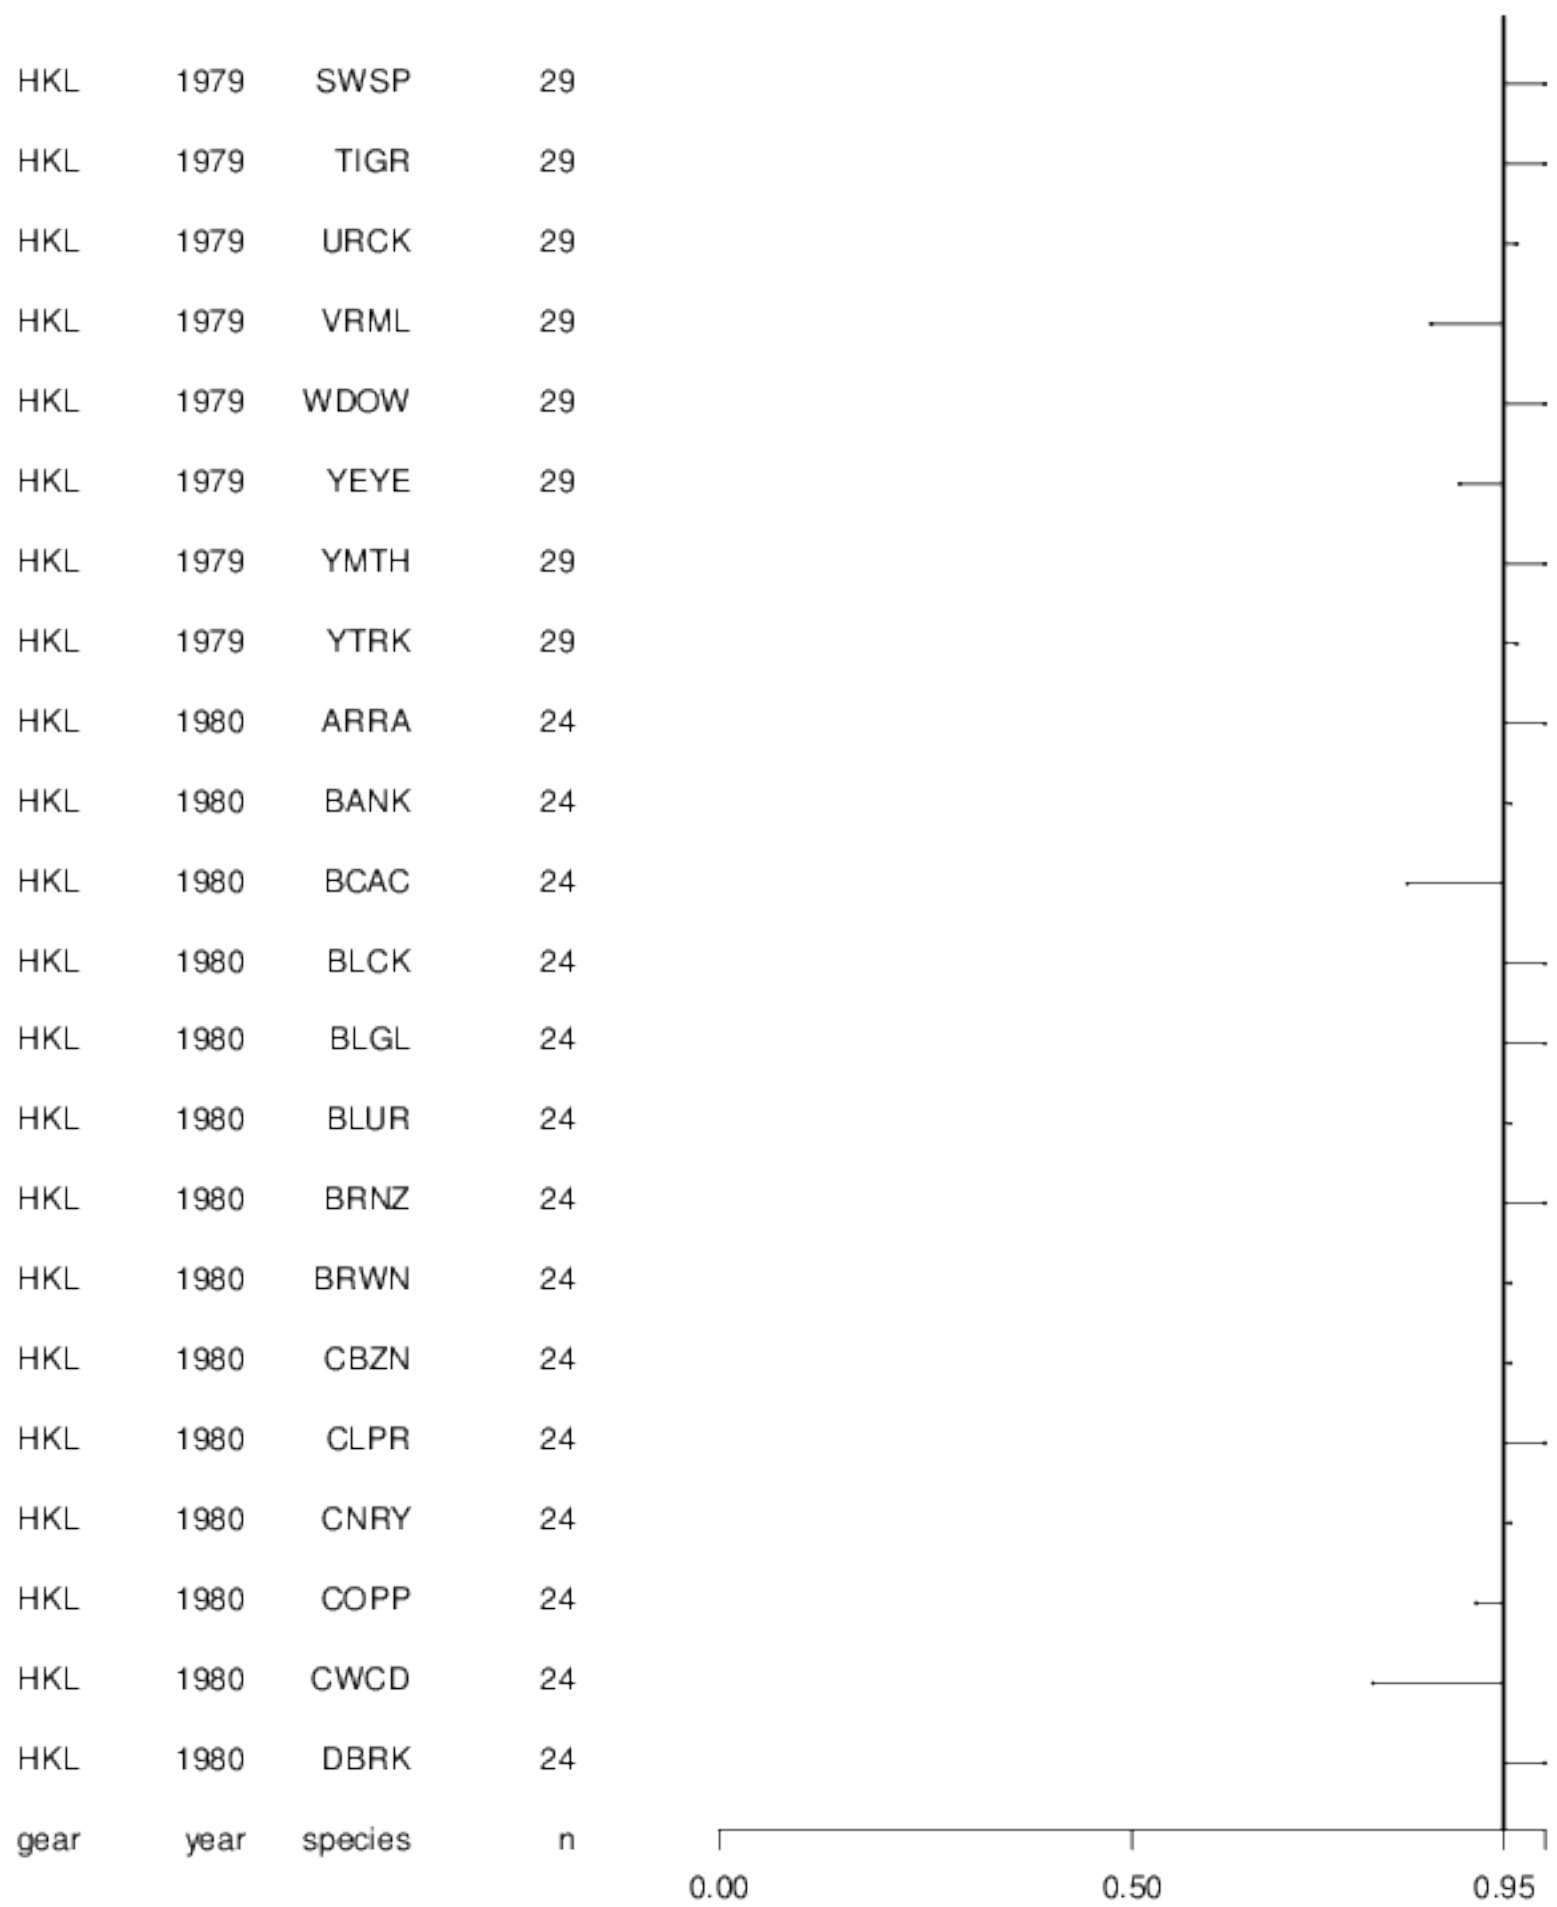 HKL 1979 SWSP 29
HKL 1979 TIGR 29
HKL 1979 URCK 29
HKL 1979 VRML 29
HKL 1979 WDOW 29
HKL 1979 YEYE 29
HKL 1979 YMTH 29
HKL 1979 YTRK 29
HKL 1980 ARRA 24
HKL 1980 BANK 24
HKL 1980 BCAC 24
HKL 1980 BLCK 24
HKL 1980 BLGL 24
HKL 1980 BLUR 24
HKL 1980 BRNZ 24
HKL 1980 BRWN 24
HKL 1980 CBZN 24
HKL 1980 CLPR 24
HKL 1980 CNRY 24
HKL 1980 COPP 24
HKL 1980 CWCD 24
HKL 1980 DBRK 24
gear year species n
0.00 0.50 0.95